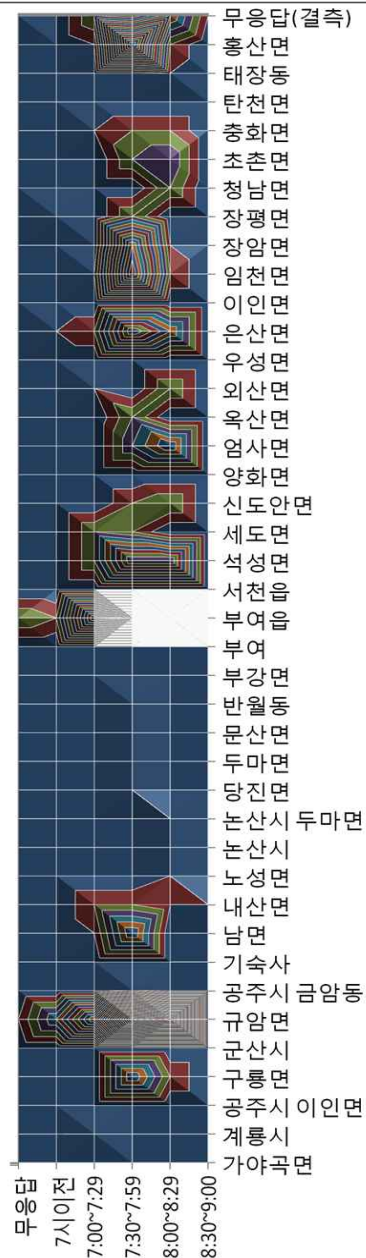 무응답(결측)
홍산면
태장동
탄천면
충화면
초촌면
청남면
장평면
장암면
임천면
이인면
은산면
우성면
외산면
옥산면
엄사면
양화면
신도안면
세도면
석성면
서천읍
부여읍
부여
부강면
반월동
문산면
두마면
당진면
논산시 두마면
논산시
노성면
내산면
남면
기숙사
공주시 금암동
규암면
군산시
구룡면
공주시 이인면
계룡시
가야곡면
무응답
7시이전
7:00~7:29
7:30~7:59
8:00~8:29
8:30~9:00